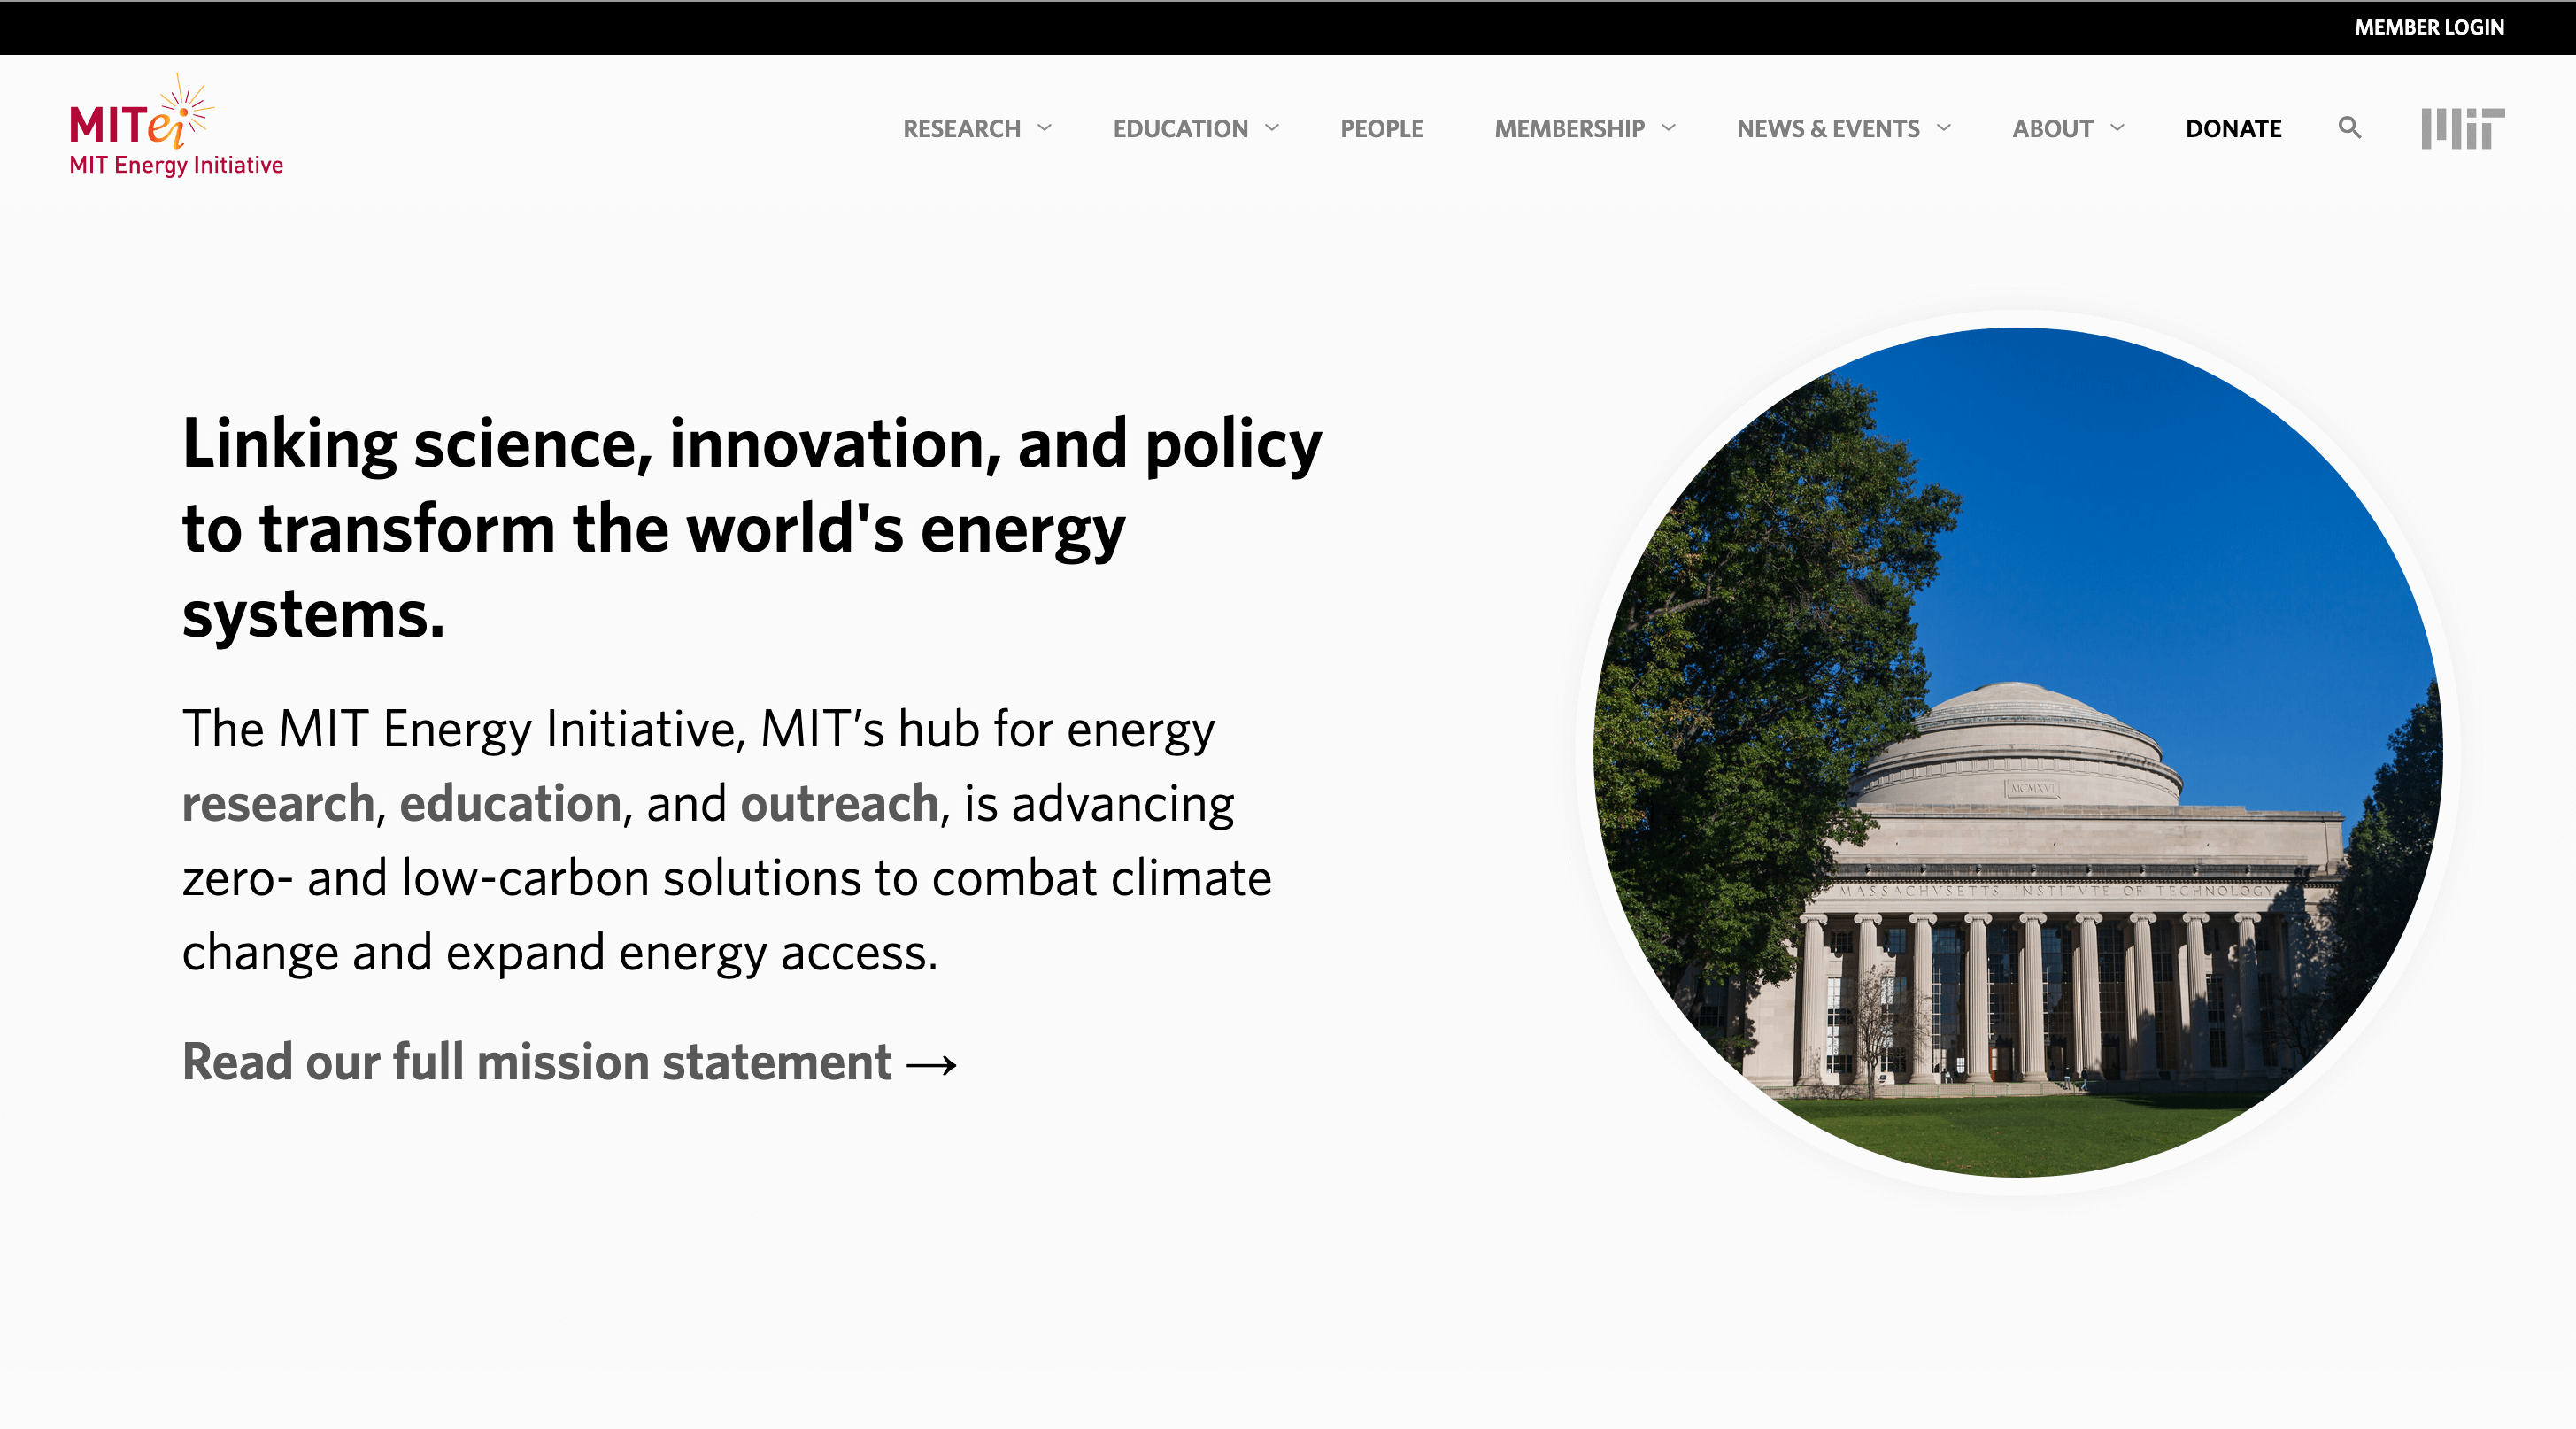 MEMBER LOGIN
MITei
MIT Energy Initiative
RESEARCH
EDUCATION
PEOPLE
MEMBERSHIP
NEWS & EVENTS
ABOUT
DONATE
MIT
Linking science, innovation, and policy
to transform the world's energy
systems.
The MIT Energy Initiative, MIT’s hub for energy
research, education, and outreach, is advancing
zero- and low-carbon solutions to combat climate
change and expand energy access.
Read our full mission statement →
MCMXVI
MASSACHVSETTS INSTITVTE OF TECHNOLOGY